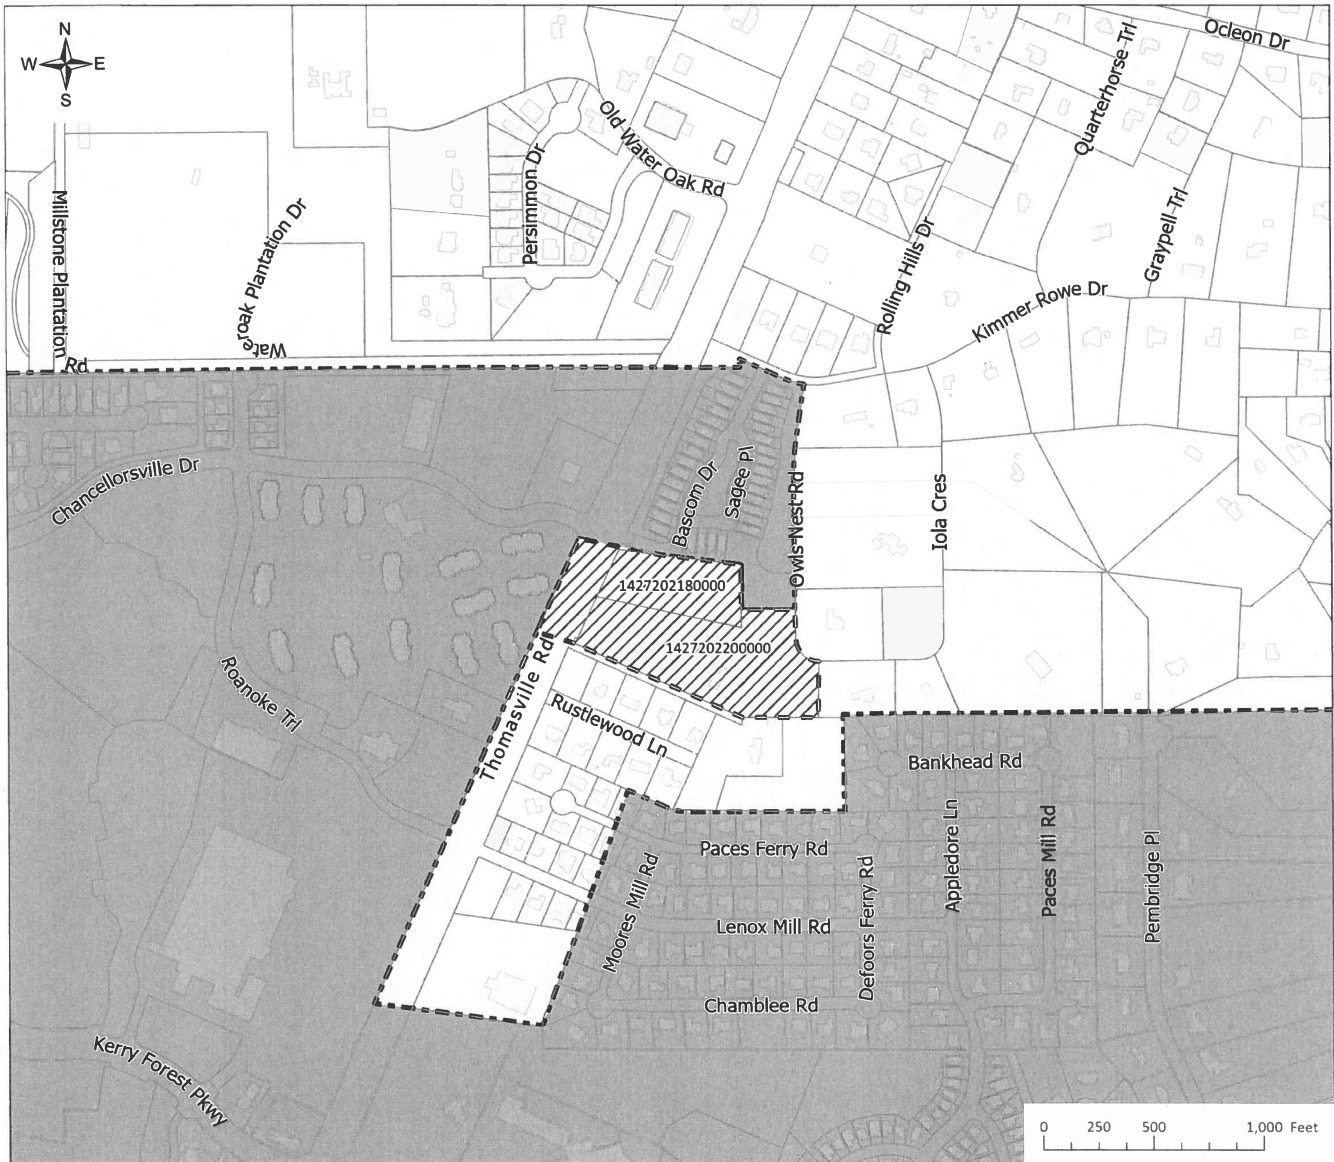 N
W E
S
Ocleon Dr
Quarterhorse Trl
Old Water Oak Rd
Persimmon Dr
Millstone Plantation
Rd
Wateroak Plantation Dr
Graypell Trl
Rolling Hills Dr
Kimmer Rowe Dr
Chancellorsville Dr
Bascom Dr
Sagee Pl
Owls Nest Rd
Iola Cres
1427202180000
1427202200000
Roanoke Trl
Thomasville Rd
Rustlewood Ln
Bankhead Rd
Paces Ferry Rd
Appledore Ln
Paces Mill Rd
Pembridge Pl
Moores Mill Rd
Defoors Ferry Rd
Lenox Mill Rd
Chamblee Rd
Kerry Forest Pkwy
0 250 500 1,000 Feet